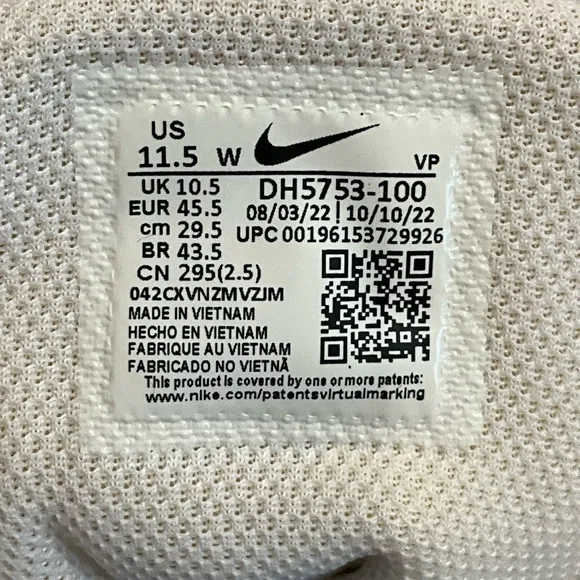 US
11.5 W VP
UK 10.5
EUR 45.5
cm 29.5
BR 43.5
CN 295(2.5)
DH5753-100
08/03/22 | 10/10/22
UPC 00196153729926
042CXVNZMVZJM
MADE IN VIETNAM
HECHO EN VIETNAM
FABRIQUE AU VIETNAM
FABRICADO NO VIETNÃ
This product is covered by one or more patents:
www.nike.com/patentsvirtualmarking